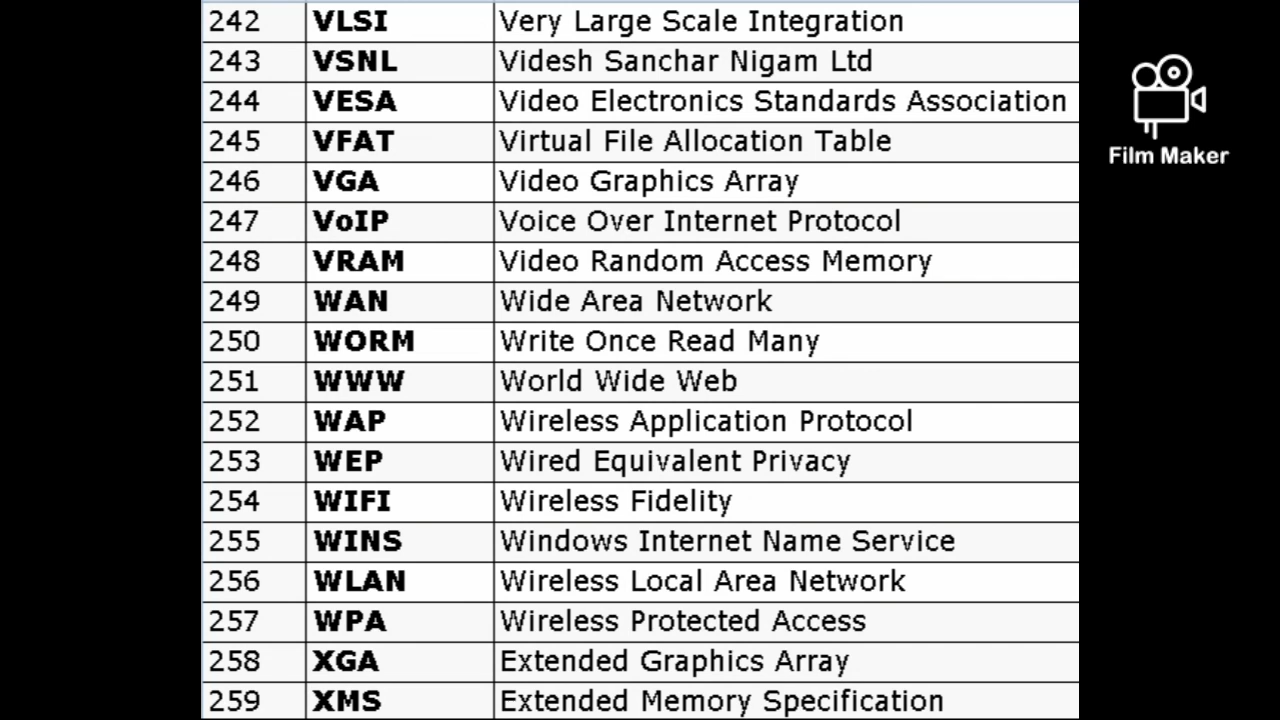 242 VLSI Very Large Scale Integration
243 VSNL Videsh Sanchar Nigam Ltd
244 VESA Video Electronics Standards Association
245 VFAT Virtual File Allocation Table
246 VGA Video Graphics Array
247 VoIP Voice Over Internet Protocol
248 VRAM Video Random Access Memory
249 WAN Wide Area Network
250 WORM Write Once Read Many
251 WWW World Wide Web
252 WAP Wireless Application Protocol
253 WEP Wired Equivalent Privacy
254 WIFI Wireless Fidelity
255 WINS Windows Internet Name Service
256 WLAN Wireless Local Area Network
257 WPA Wireless Protected Access
258 XGA Extended Graphics Array
259 XMS Extended Memory Specification
Film Maker